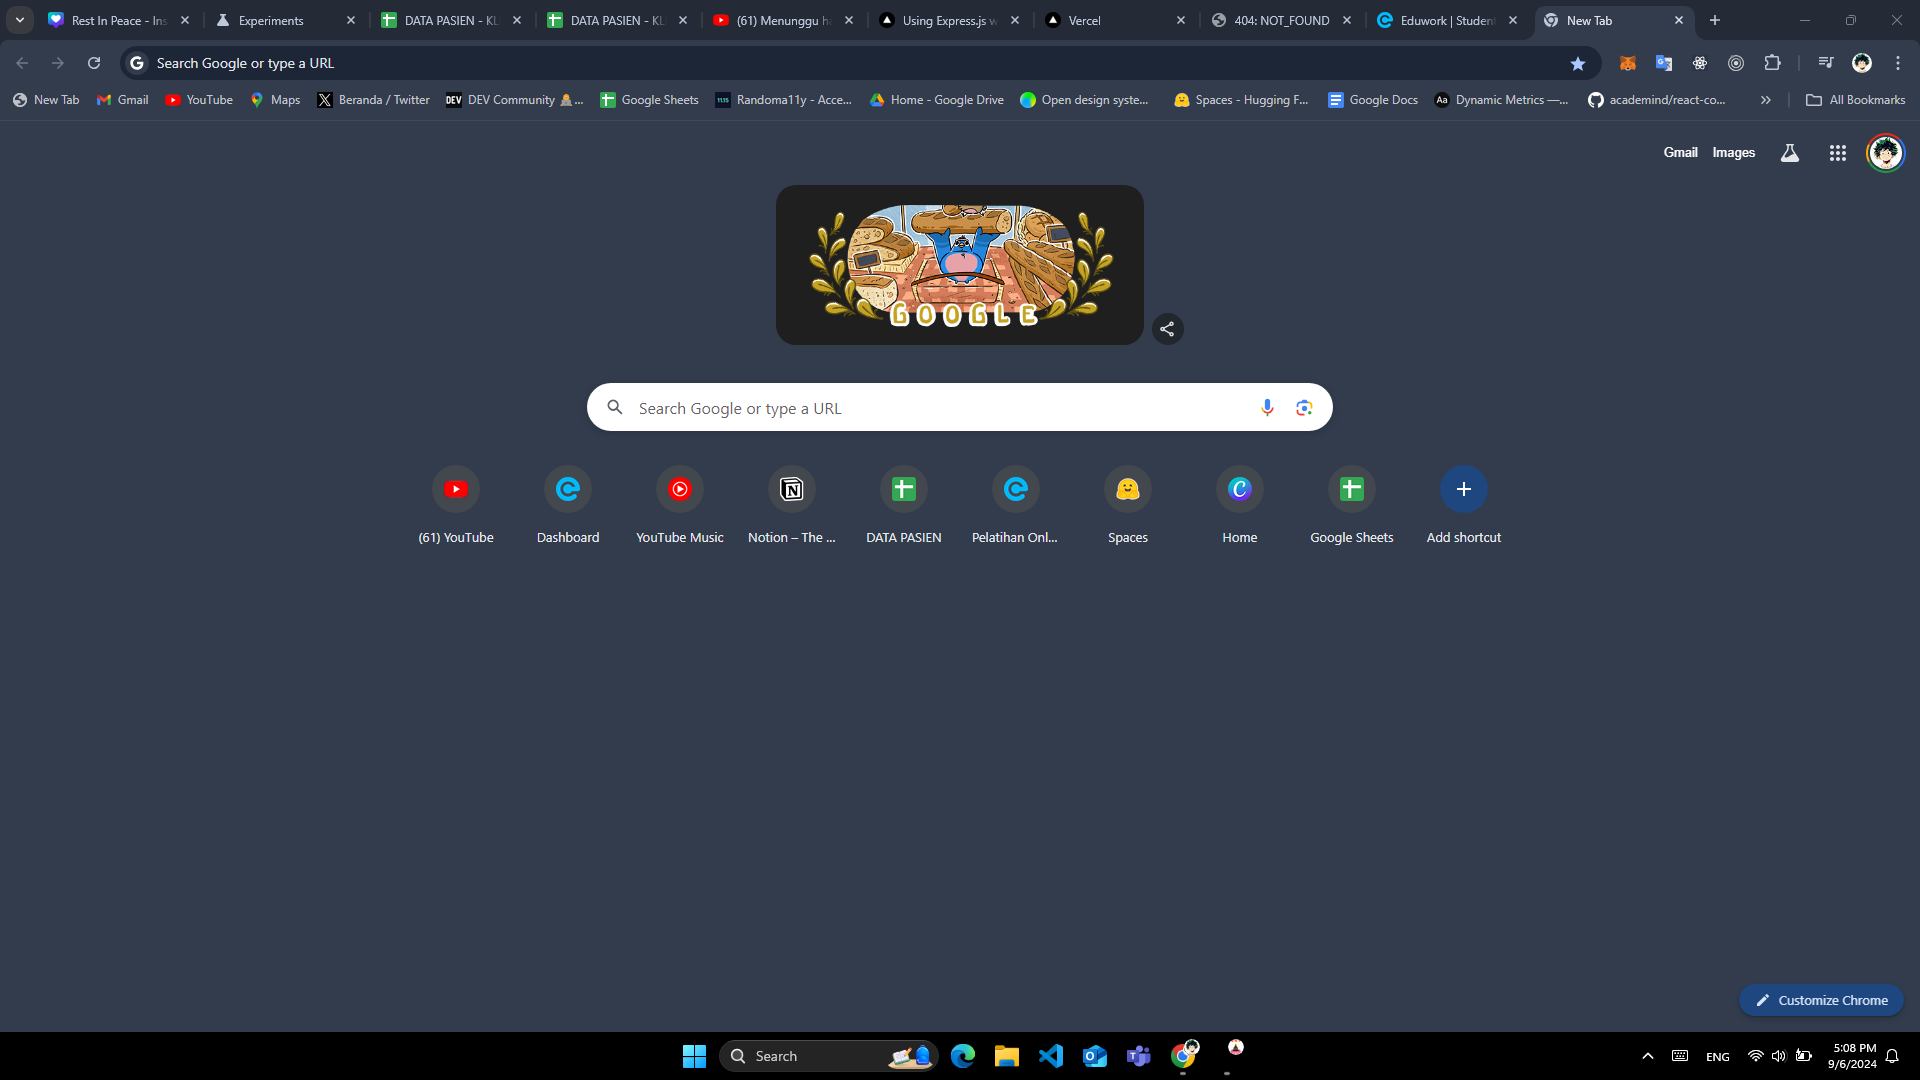 Rest In Peace - Ins
Experiments
DATA PASIEN - KL
DATA PASIEN - KL
(61) Menunggu ha
Using Express.js w
Vercel
404: NOT_FOUND
Eduwork | Student
New Tab
Search Google or type a URL
New Tab
Gmail
YouTube
Maps
Beranda / Twitter
DEV Community
...
Google Sheets
Randoma11y - Acce...
Home - Google Drive
Open design syste...
Spaces - Hugging F...
Google Docs
Dynamic Metrics —...
academind/react-co...
All Bookmarks
Gmail
Images
GOOGLE
Search Google or type a URL
(61) YouTube
Dashboard
YouTube Music
Notion – The ...
DATA PASIEN
Pelatihan Onl...
Spaces
Home
Google Sheets
Add shortcut
Customize Chrome
Search
ENG
5:08 PM
9/6/2024